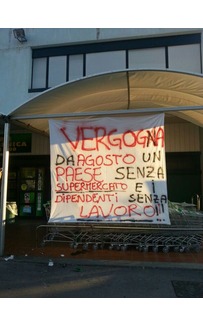 VERGOGNA
DA AGOSTO UN
PAESE SENZA
SUPERMERCATO E I
DIPENDENTI SENZA
LAVORO!!!